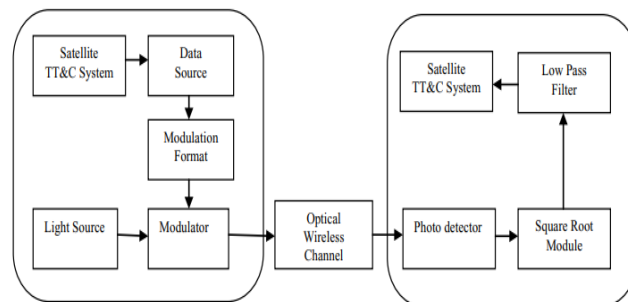 Satellite
TT&C System
Data
Source
Modulation
Format
Light Source
Modulator
Optical
Wireless
Channel
Satellite
TT&C System
Low Pass
Filter
Photo detector
Square Root
Module